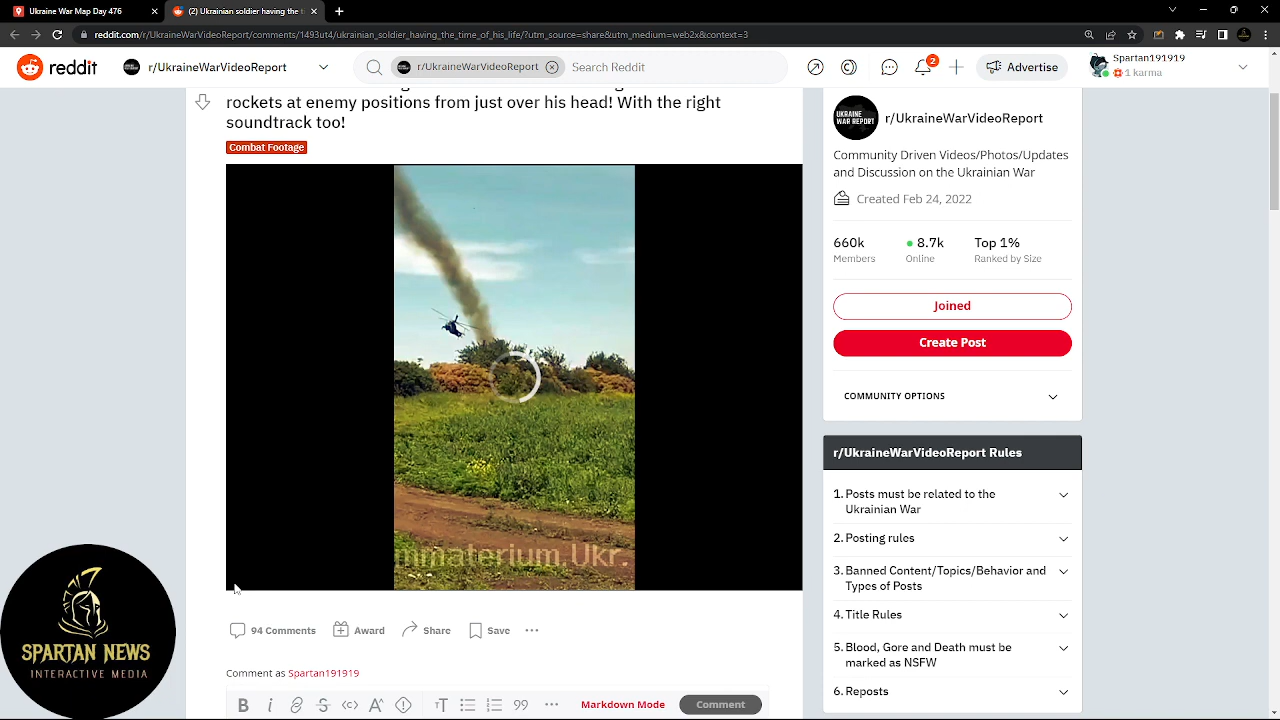 Ukraine War Map Day 476
(2) Ukrainian soldier having the t
reddit.com/r/UkraineWarVideoReport/comments/1493ut4/ukrainian_soldier_having_the_time_of_his_life/?utm_source=share&utm_medium=web2x&context=3
reddit
r/UkraineWarVideoReport
r/UkraineWarVideoReport
Search Reddit
2
Advertise
Spartan191919
1 karma
rockets at enemy positions from just over his head! With the right
soundtrack too!
Combat Footage
mmaterium.Ukr.
94 Comments
Award
Share
Save
Comment as Spartan191919
Markdown Mode
Comment
UKRAINE
WAR REPORT
r/UkraineWarVideoReport
Community Driven Videos/Photos/Updates
and Discussion on the Ukrainian War
Created Feb 24, 2022
660k
Members
8.7k
Online
Top 1%
Ranked by Size
Joined
Create Post
COMMUNITY OPTIONS
r/UkraineWarVideoReport Rules
1. Posts must be related to the
Ukrainian War
2. Posting rules
3. Banned Content/Topics/Behavior and
Types of Posts
4. Title Rules
5. Blood, Gore and Death must be
marked as NSFW
6. Reposts
SPARTAN NEWS
INTERACTIVE MEDIA